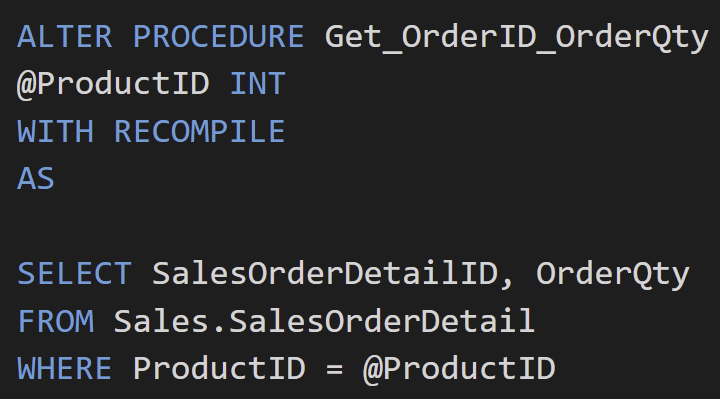 ALTER PROCEDURE Get_OrderID_OrderQty
@ProductID INT
WITH RECOMPILE
AS
SELECT SalesOrderDetailID, OrderQty
FROM Sales.SalesOrderDetail
WHERE ProductID = @ProductID